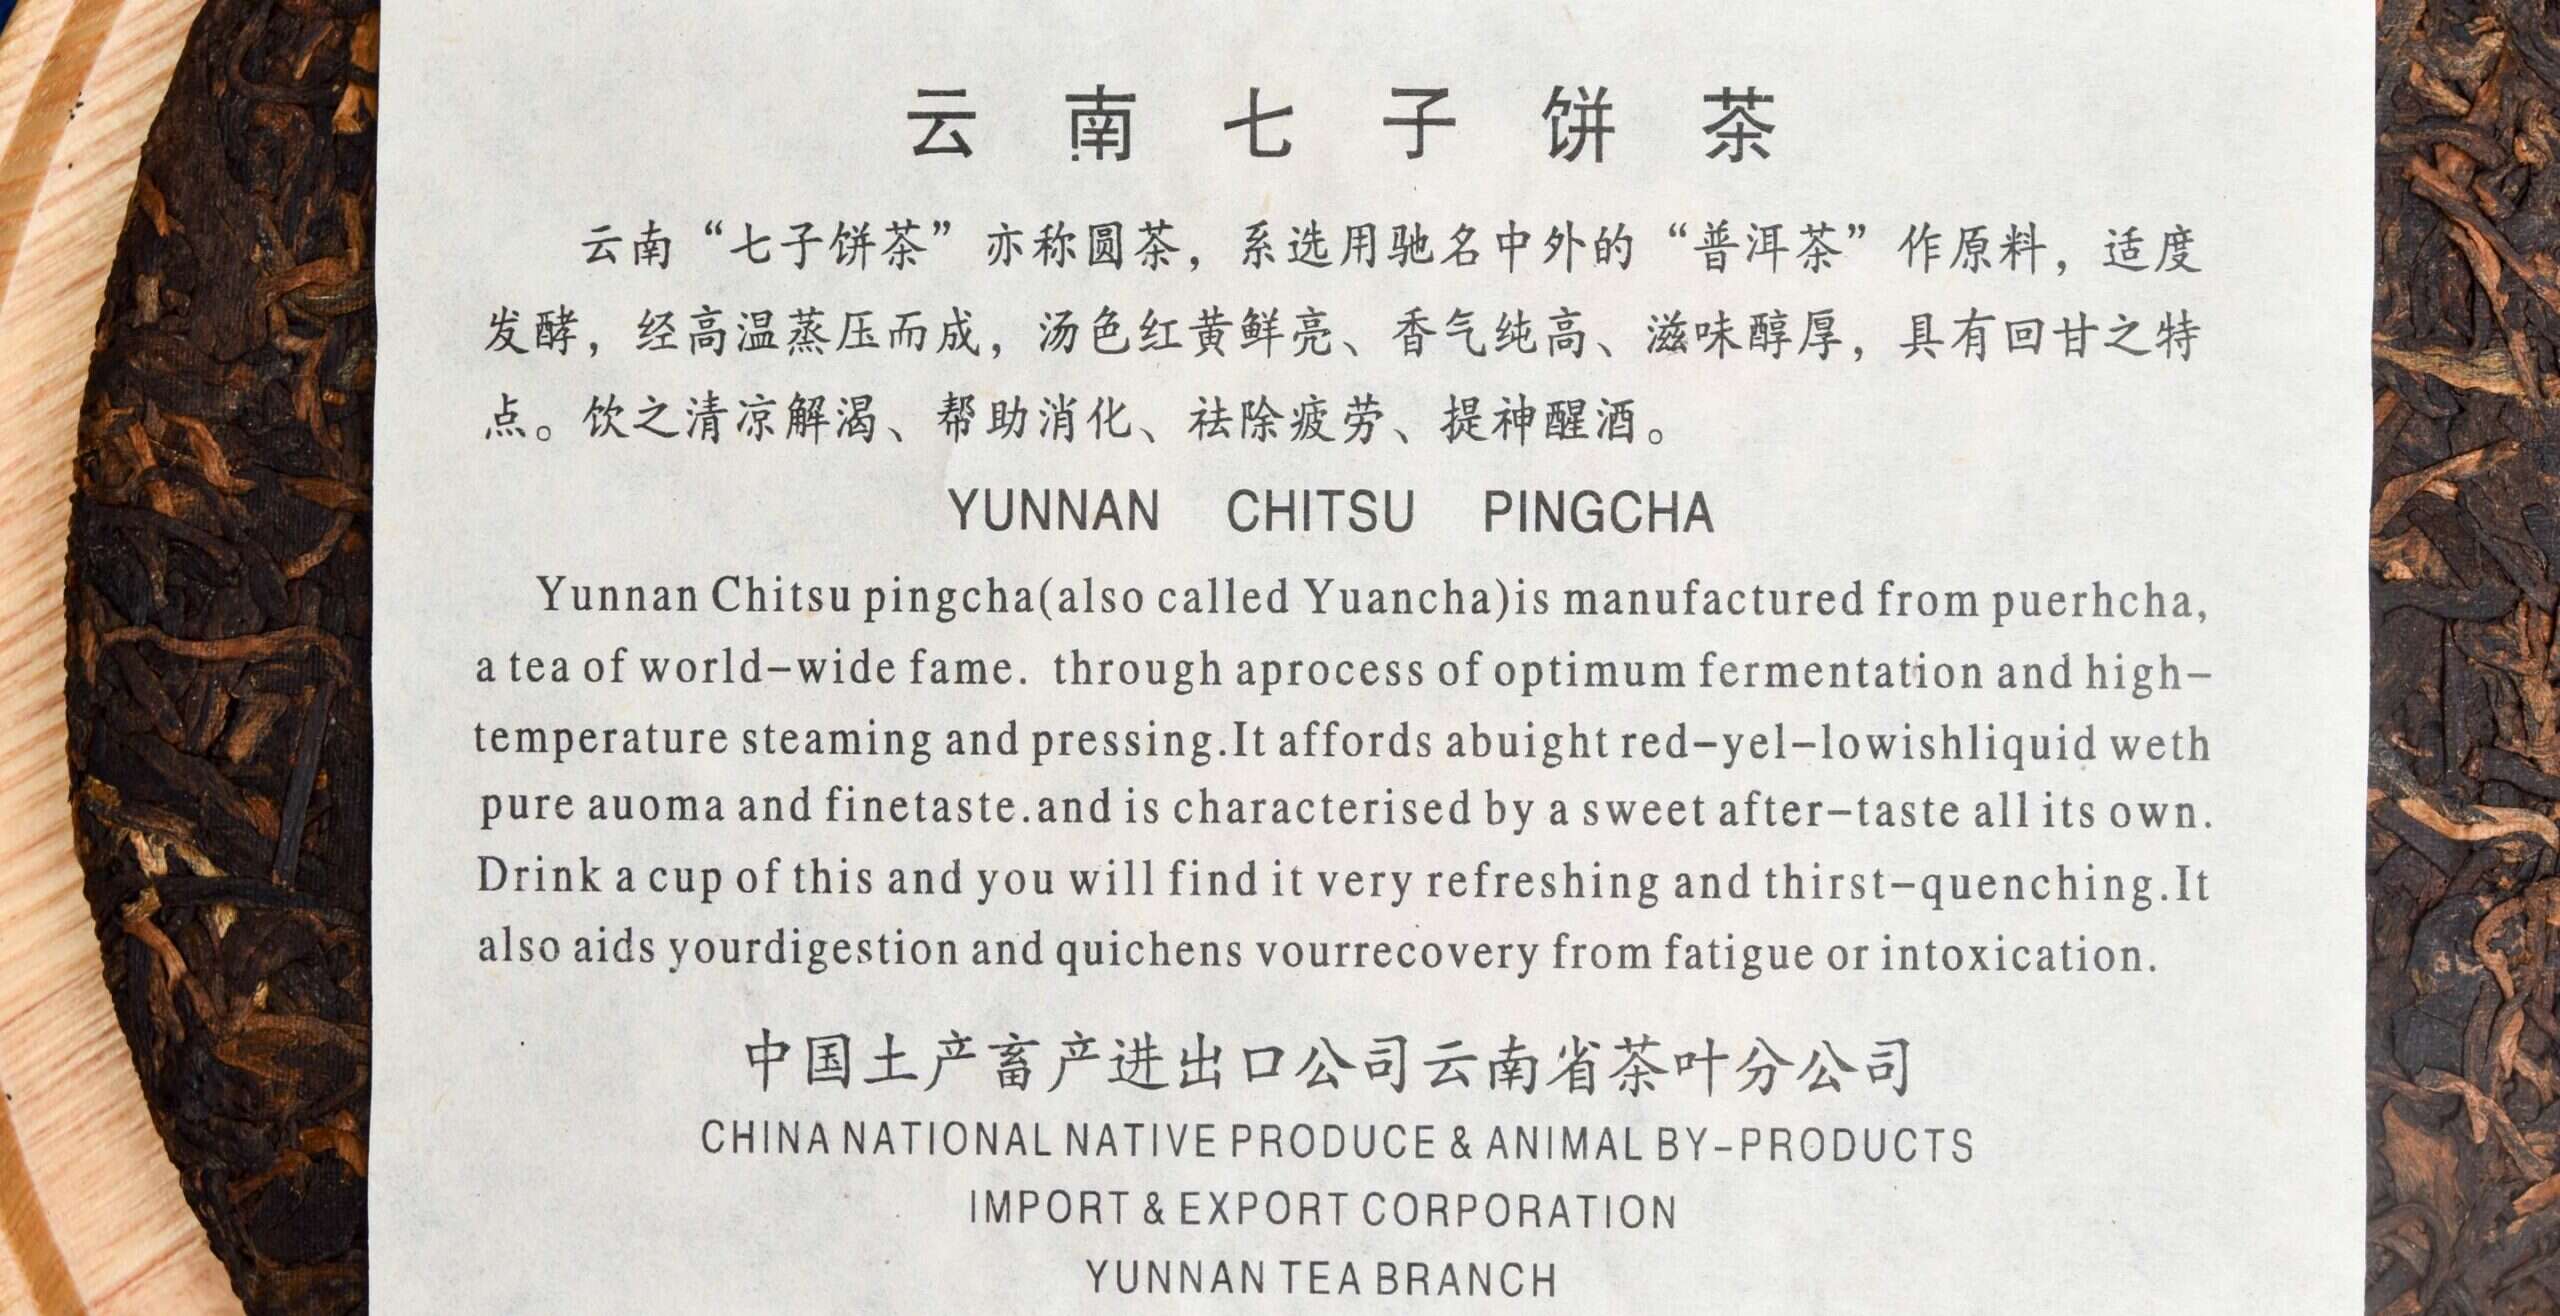 云南七子饼茶
云南“七子饼茶”亦称圆茶，系选用驰名中外的“普洱茶”作原料，适度
发酵，经高温蒸压而成，汤色红黄鲜亮、香气纯高、滋味醇厚，具有回甘之特
点。饮之清凉解渴、帮助消化、祛除疲劳、提神醒酒。
YUNNAN CHITSU PINGCHA
Yunnan Chitsu pingcha(also called Yuancha)is manufactured from puerhcha,
a tea of world-wide fame. through aprocess of optimum fermentation and high-
temperature steaming and pressing.It affords abuight red-yel-lowishliquid weth
pure auoma and finetaste.and is characterised by a sweet after-taste all its own.
Drink a cup of this and you will find it very refreshing and thirst-quenching.It
also aids yourdigestion and quichens vourrecovery from fatigue or intoxication.
中国土产畜产进出口公司云南省茶叶分公司
CHINA NATIONAL NATIVE PRODUCE & ANIMAL BY-PRODUCTS
IMPORT & EXPORT CORPORATION
YUNNAN TEA BRANCH